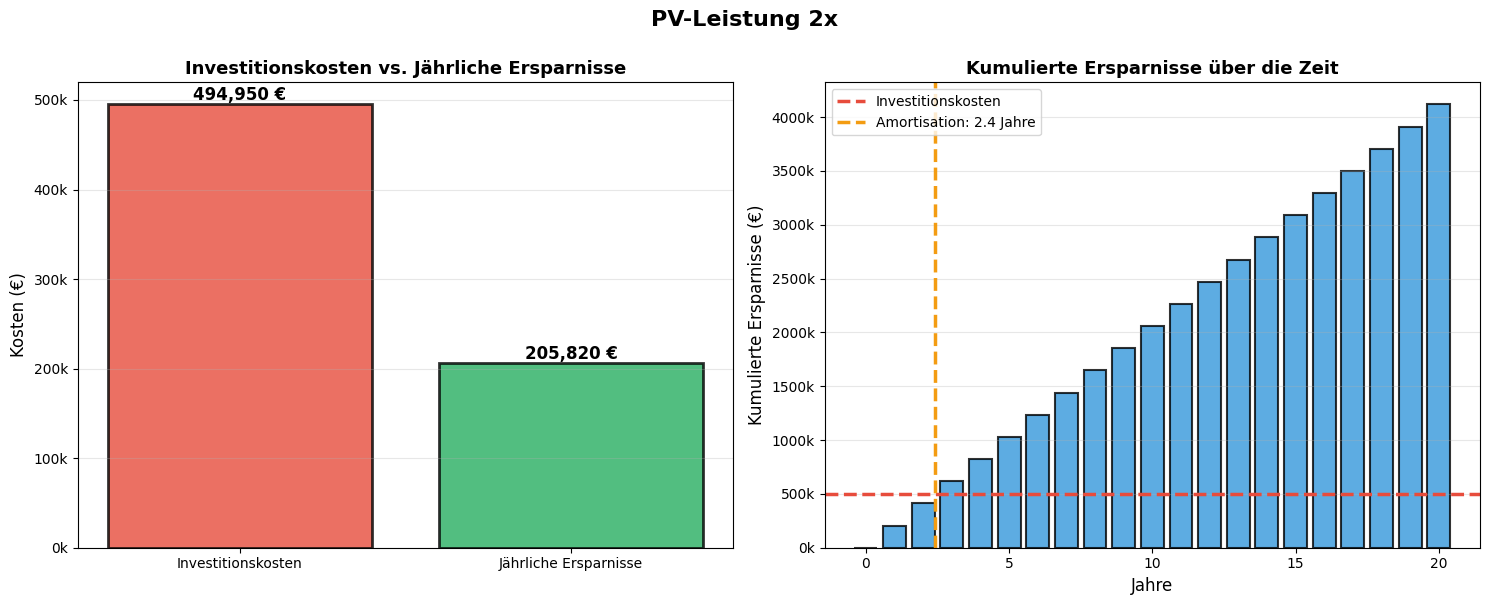 PV-Leistung 2x
Investitionskosten vs. Jährliche Ersparnisse
Kosten (€)
500k
400k
300k
200k
100k
0k
494,950 €
205,820 €
Investitionskosten
Jährliche Ersparnisse
Kumulierte Ersparnisse über die Zeit
Kumulierte Ersparnisse (€)
Investitionskosten
Amortisation: 2.4 Jahre
4000k
3500k
3000k
2500k
2000k
1500k
1000k
500k
0k
0
5
10
15
20
Jahre